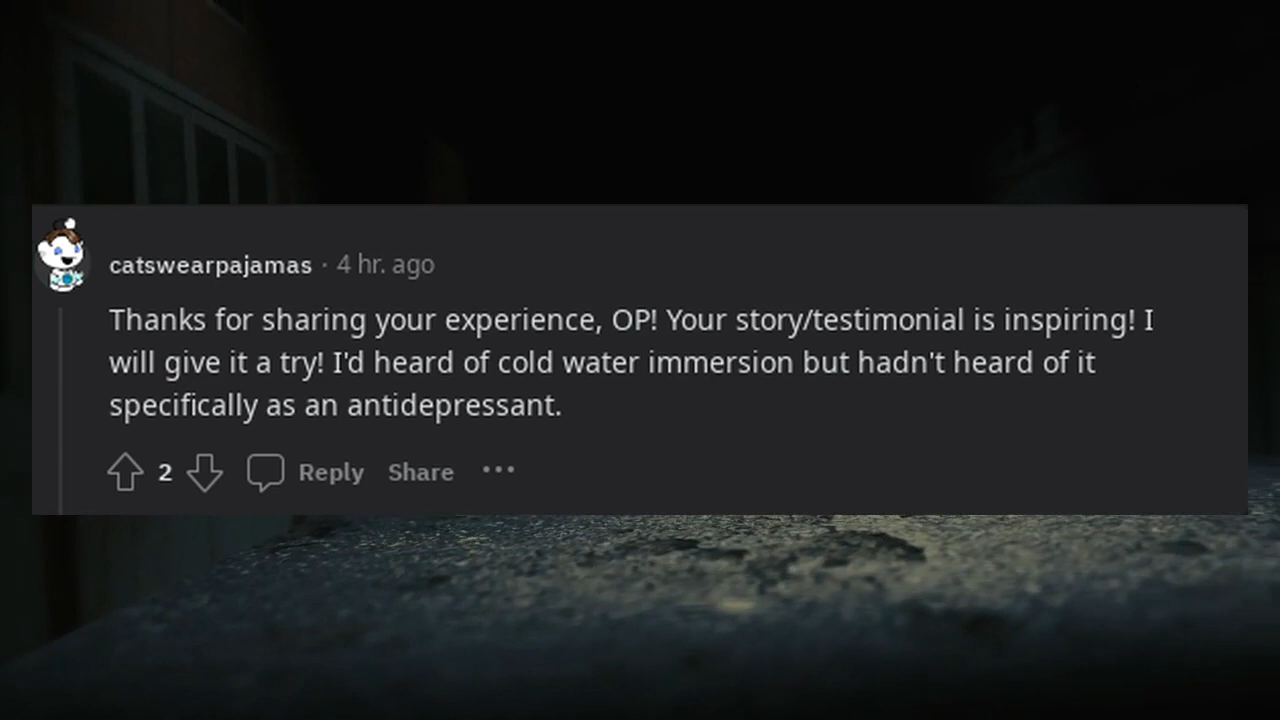 catswearpajamas · 4 hr. ago
Thanks for sharing your experience, OP! Your story/testimonial is inspiring! I
will give it a try! I'd heard of cold water immersion but hadn't heard of it
specifically as an antidepressant.
2 Reply Share ···